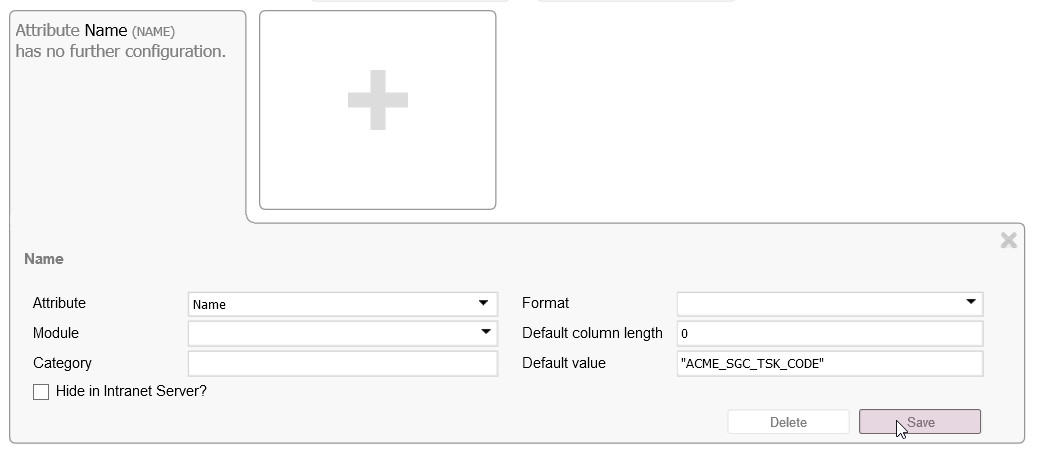 Attribute Name (NAME)
has no further configuration.
Name
Attribute Name Format
Module Default column length 0
Category Default value "ACME_SGC_TSK_CODE"
Hide in Intranet Server?
Delete Save